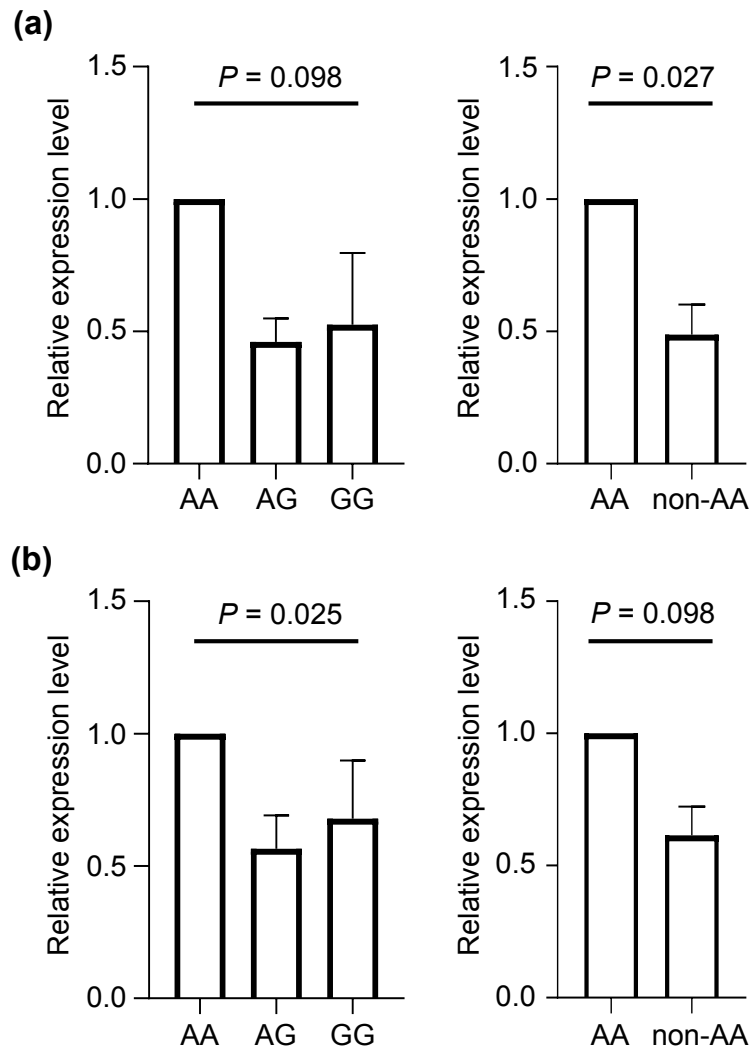 (a)
P = 0.098
Relative expression level
1.5
1.0
0.5
0.0
AA AG GG
P = 0.027
Relative expression level
1.5
1.0
0.5
0.0
AA non-AA
(b)
P = 0.025
Relative expression level
1.5
1.0
0.5
0.0
AA AG GG
P = 0.098
Relative expression level
1.5
1.0
0.5
0.0
AA non-AA